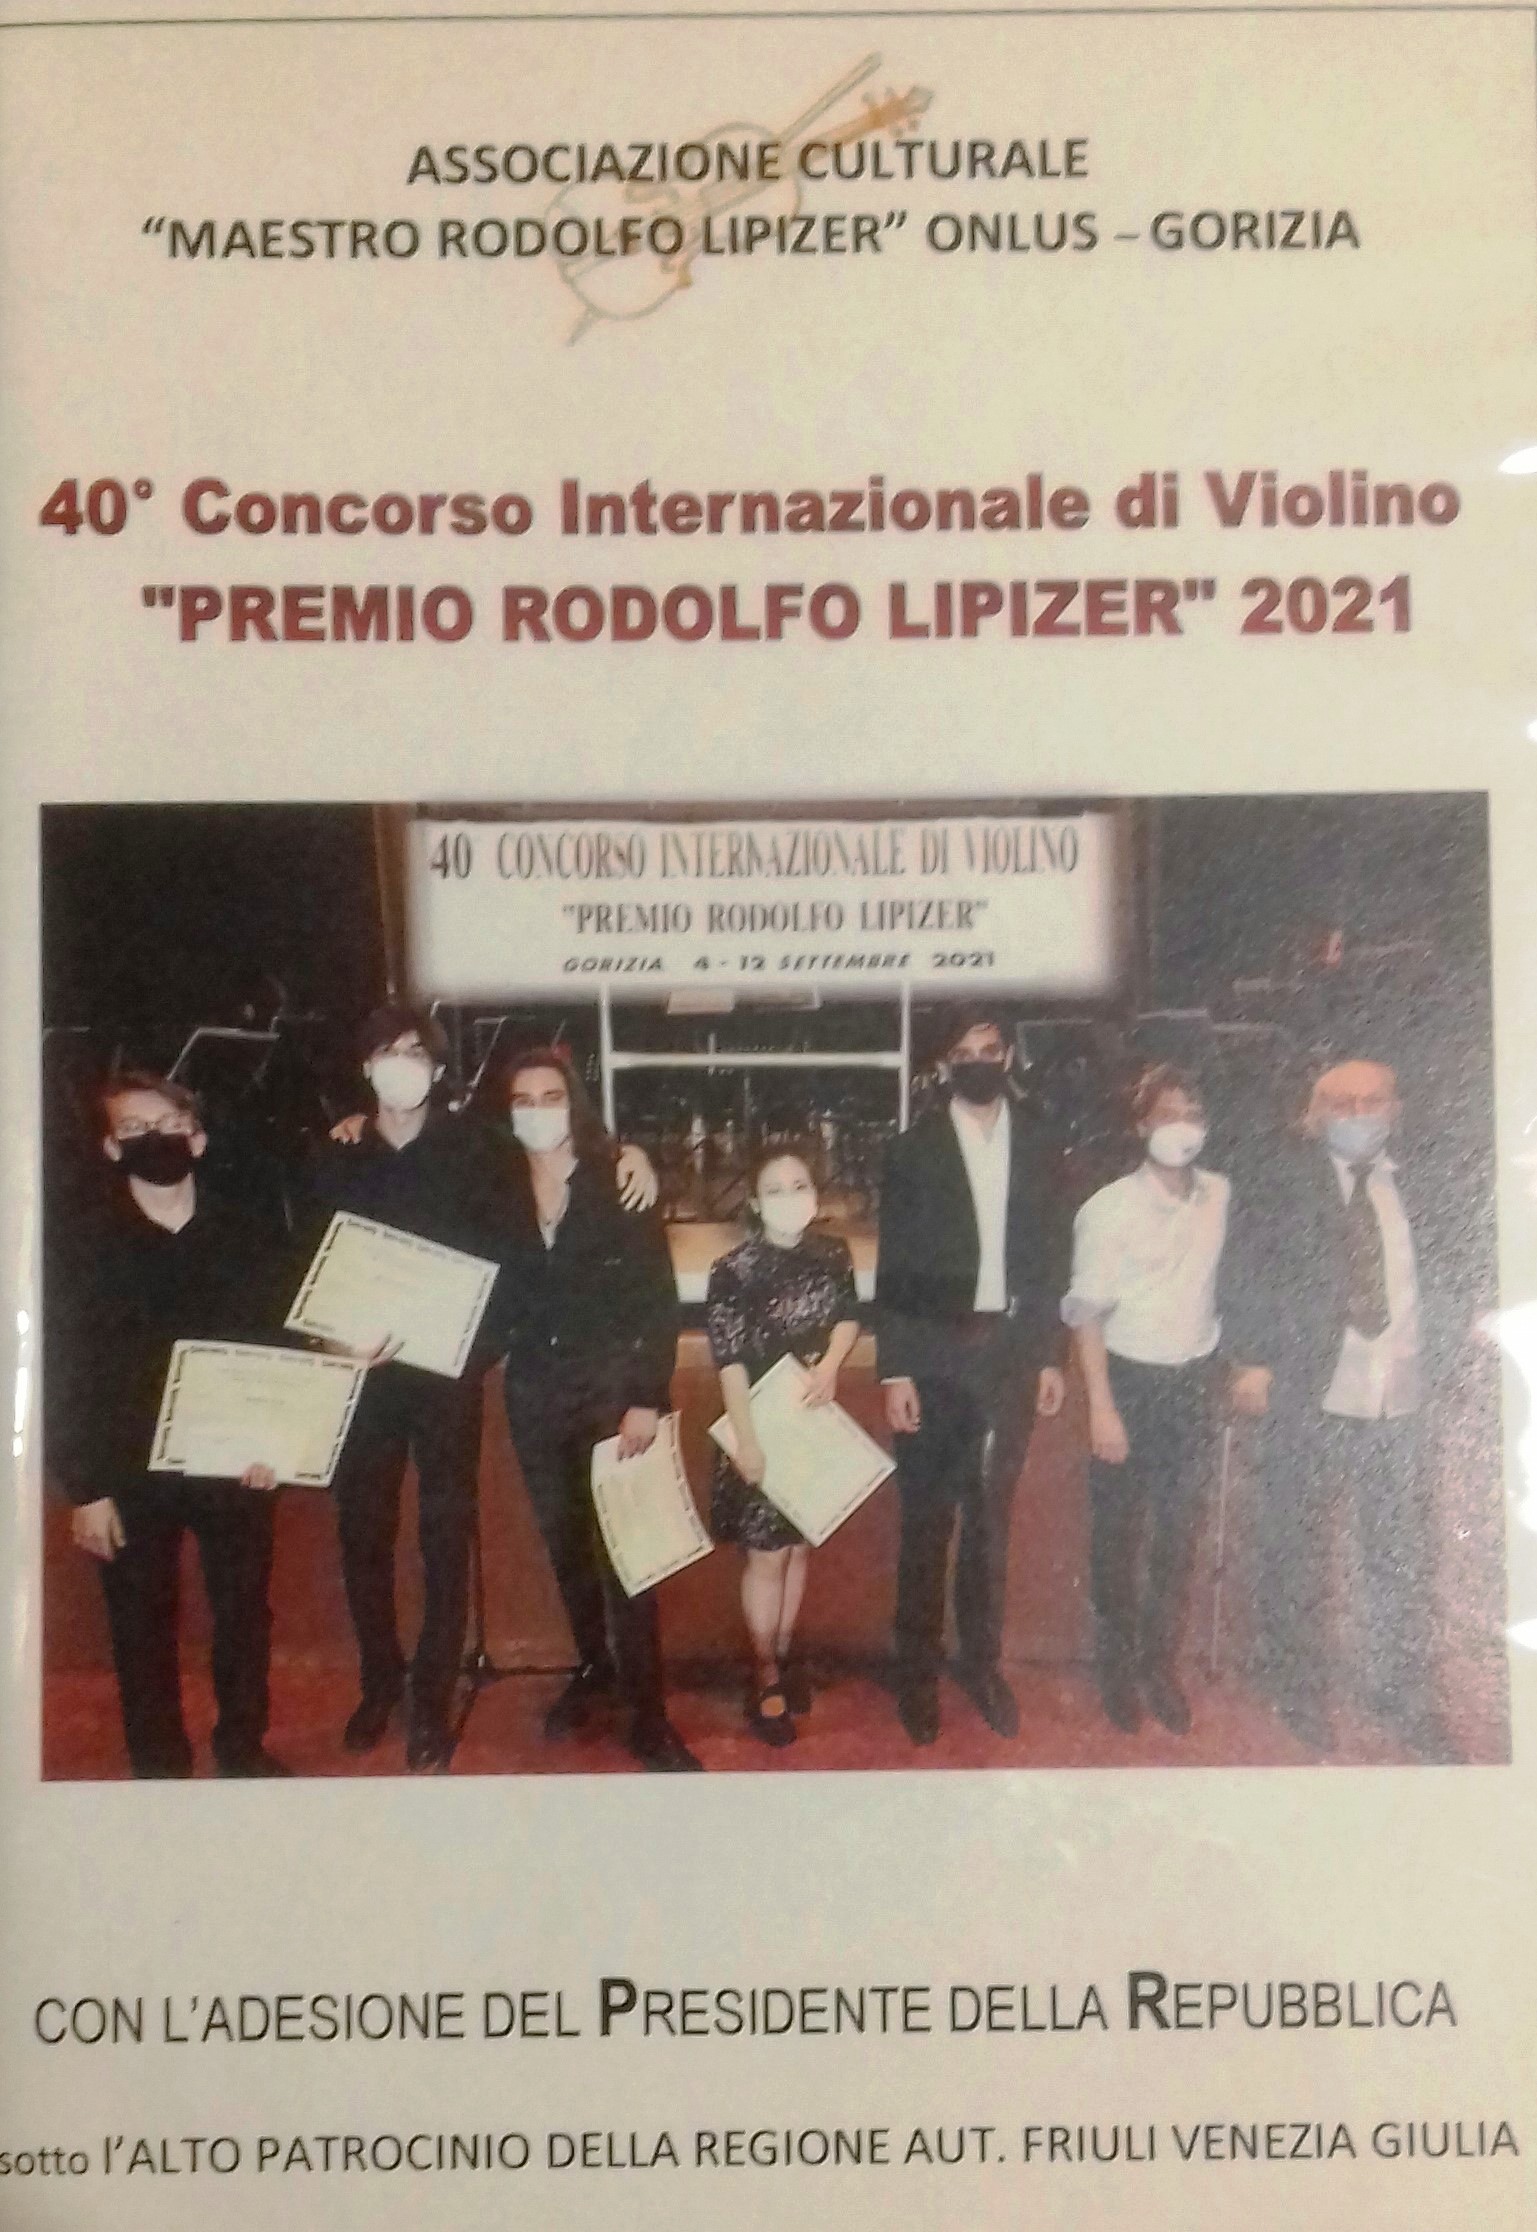 ASSOCIAZIONE CULTURALE
“MAESTRO RODOLFO LIPIZER” ONLUS – GORIZIA
40° Concorso Internazionale di Violino
"PREMIO RODOLFO LIPIZER" 2021
40 CONCORSO INTERNAZIONALE DI VIOLINO
"PREMIO RODOLFO LIPIZER"
GORIZIA 4 - 12 SETTEMBRE 2021
CON L’ADESIONE DEL PRESIDENTE DELLA REPUBBLICA
sotto l’ALTO PATROCINIO DELLA REGIONE AUT. FRIULI VENEZIA GIULIA